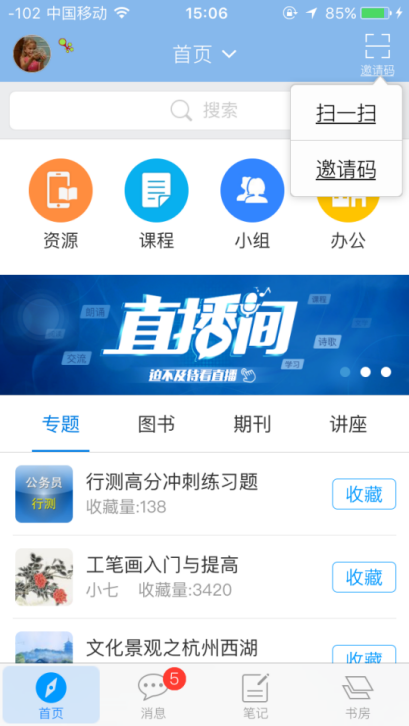 -102 中国移动 15:06 85%
首页
邀请码
搜索
扫一扫
邀请码
资源 课程 小组 办公
朗诵
课程
直播间
诗歌
交流
学习
迫不及待看直播
专题 图书 期刊 讲座
公务员
行测
行测高分冲刺练习题
收藏量:138
收藏
工笔画入门与提高
小七 收藏量:3420
收藏
文化景观之杭州西湖
收藏
5
首页 消息 笔记 书房